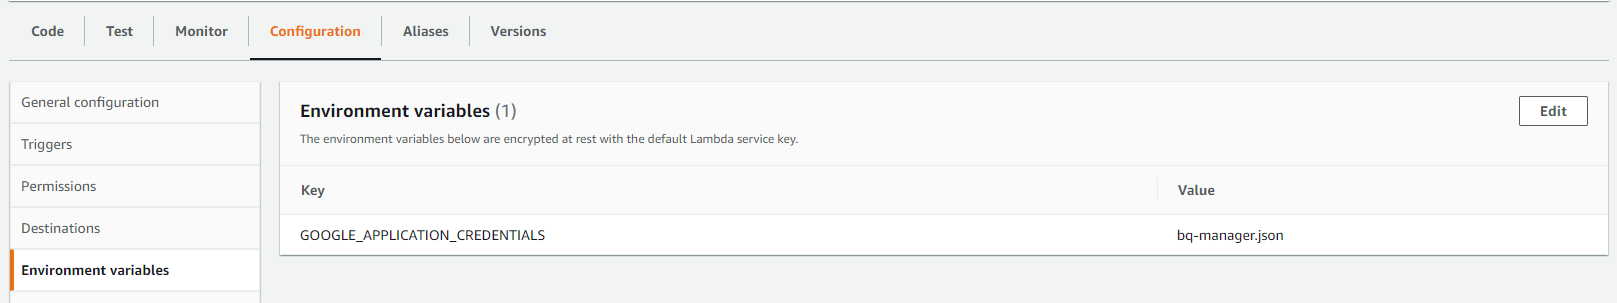 Code Test Monitor Configuration Aliases Versions
General configuration
Triggers
Permissions
Destinations
Environment variables
Environment variables (1)
Edit
The environment variables below are encrypted at rest with the default Lambda service key.
Key Value
GOOGLE_APPLICATION_CREDENTIALS bq-manager.json